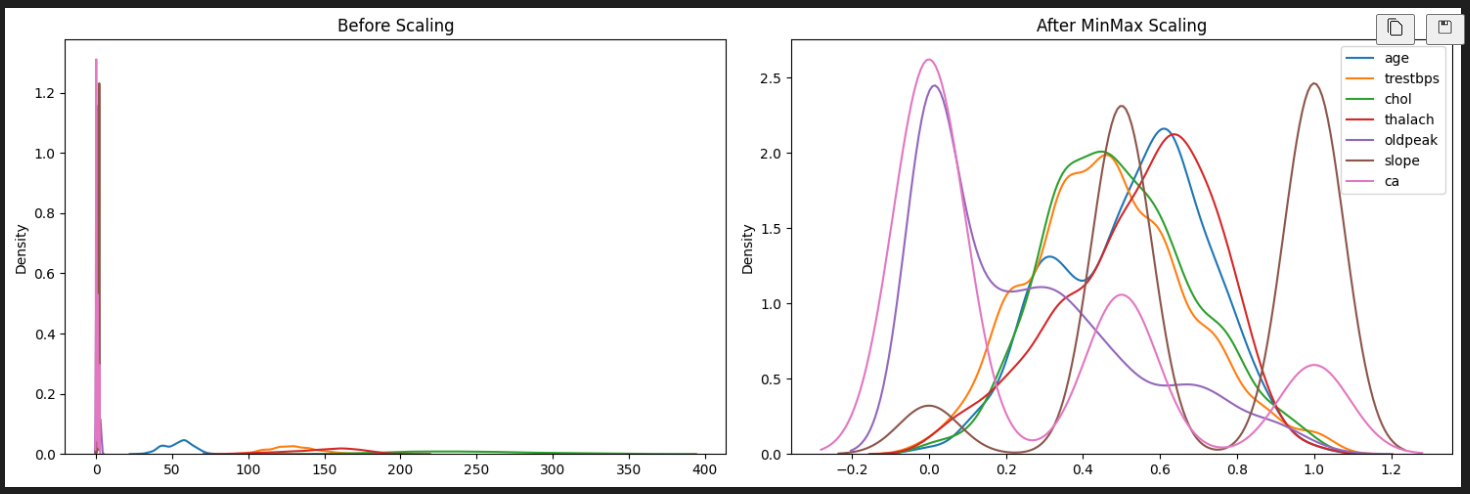 Before Scaling
Density
1.2
1.0
0.8
0.6
0.4
0.2
0.0
0 50 100 150 200 250 300 350 400
After MinMax Scaling
Density
2.5
2.0
1.5
1.0
0.5
0.0
−0.2 0.0 0.2 0.4 0.6 0.8 1.0 1.2
age
trestbps
chol
thalach
oldpeak
slope
ca